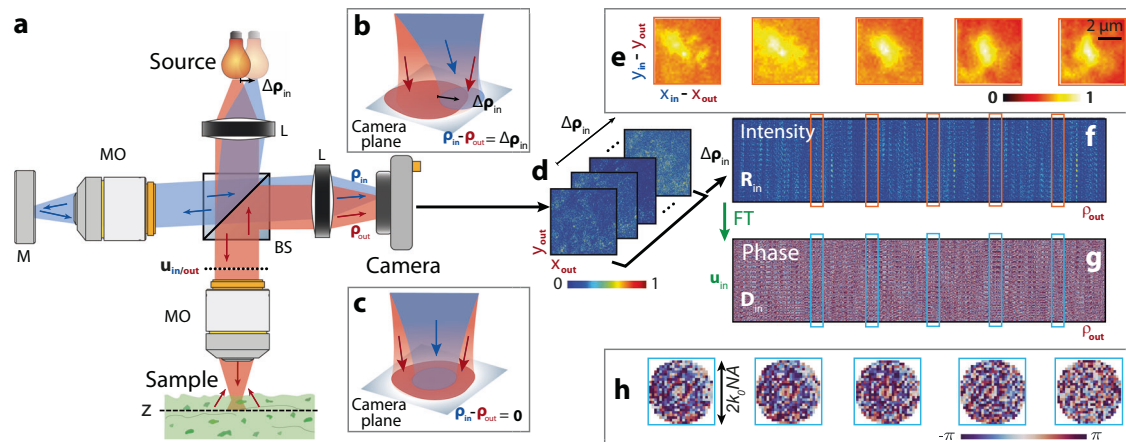 a
Source
Δρin
L
MO
L
ρin
ρout
M
BS
Camera
uin/out
MO
Sample
z
b
Δρin
Camera
plane
ρin-ρout = Δρin
c
Camera
plane
ρin-ρout = 0
d
Δρin
...
...
yout
xout
0 1
Δρin
e
yin - yout
xin - xout
2 μm
0 1
Intensity
f
Rin
ρout
FT
Phase
g
uin
Din
ρout
h
2k0NA
-π π